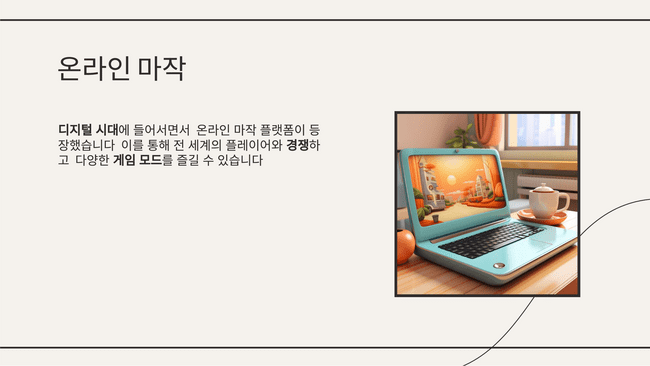 온라인 마작
디지털 시대에 들어서면서 온라인 마작 플랫폼이 등
장했습니다 이를 통해 전 세계의 플레이어와 경쟁하
고 다양한 게임 모드를 즐길 수 있습니다